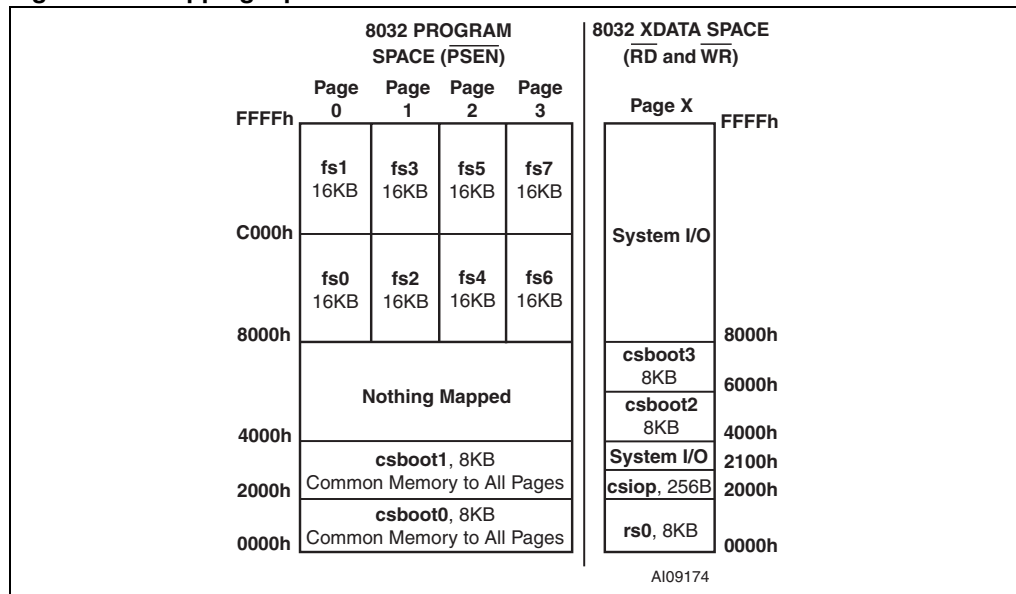 8032 PROGRAM
SPACE (PSEN)
Page Page Page Page
0 1 2 3
FFFFh
fs1 fs3 fs5 fs7
16KB 16KB 16KB 16KB
C000h
fs0 fs2 fs4 fs6
16KB 16KB 16KB 16KB
8000h
Nothing Mapped
4000h
csboot1, 8KB
Common Memory to All Pages
2000h
csboot0, 8KB
Common Memory to All Pages
0000h
8032 XDATA SPACE
(RD and WR)
Page X
FFFFh
System I/O
8000h
csboot3
8KB
6000h
csboot2
8KB
4000h
System I/O
2100h
csiop, 256B
2000h
rs0, 8KB
0000h
AI09174